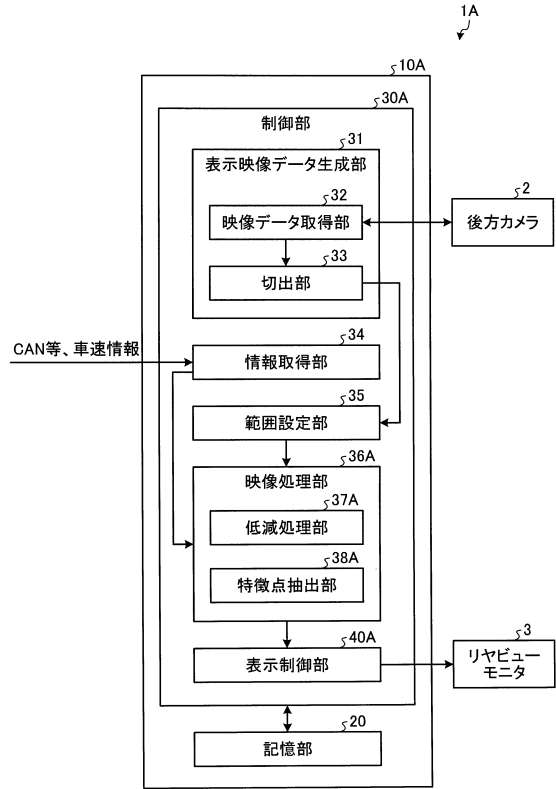 1A
10A
30A
制御部
31
表示映像データ生成部
32
映像データ取得部
2
後方カメラ
33
切出部
CAN等、車速情報
34
情報取得部
35
範囲設定部
36A
映像処理部
37A
低減処理部
38A
特徴点抽出部
40A
表示制御部
3
リヤビュー
モニタ
20
記憶部